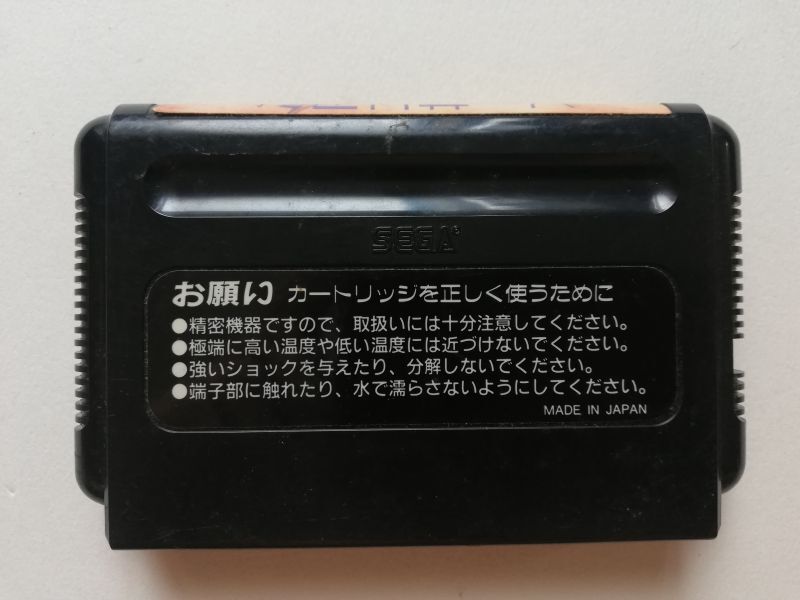 SEGA
お願い カートリッジを正しく使うために
●精密機器ですので、取扱いには十分注意してください。
●極端に高い温度や低い温度には近づけないでください。
●強いショックを与えたり、分解しないでください。
●端子部に触れたり、水で濡らさないようにしてください。
MADE IN JAPAN